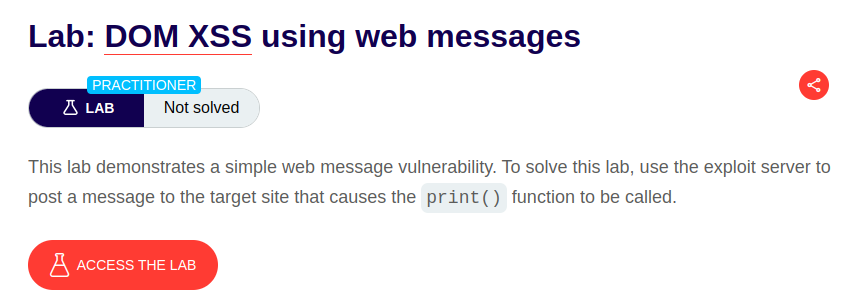 Lab: DOM XSS using web messages
PRACTITIONER
LAB
Not solved
This lab demonstrates a simple web message vulnerability. To solve this lab, use the exploit server to
post a message to the target site that causes the print() function to be called.
ACCESS THE LAB